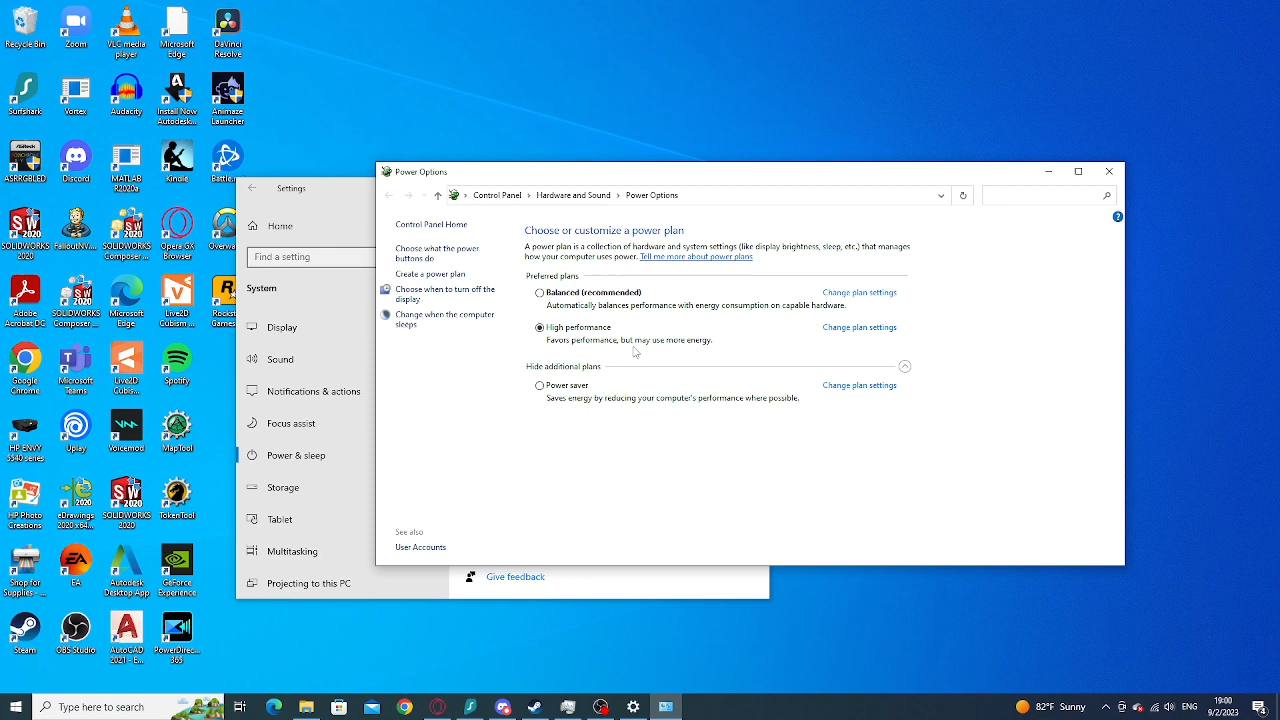 Recycle Bin
Zoom
VLC media
player
Microsoft
Edge
DaVinci
Resolve
Surfshark
Vortex
Audacity
Install Now
Autodesk...
Animaze
Launcher
ASRRGBLED
Discord
MATLAB
R2020a
Kindle
Battle...
SOLIDWORKS
2020
FalloutNV...
SOLIDWORKS
Composer ...
Opera GX
Browser
Overwa
Adobe
Acrobat DC
SOLIDWORKS
Composer ...
Microsoft
Edge
Live2D
Cubism ...
Rockst
Games
Google
Chrome
Microsoft
Teams
Live2D
Cubis...
Spotify
HP ENVY
5540 series
Uplay
Voicemod
MapTool
HP Photo
Creations
eDrawings
2020 x64...
SOLIDWORKS
2020
TokenTool
Shop for
Supplies - ...
EA
Autodesk
Desktop App
GeForce
Experience
Steam
OBS Studio
AutoCAD
2021 - E...
PowerDirec...
365
Settings
Home
Find a setting
System
Display
Sound
Notifications & actions
Focus assist
Power & sleep
Storage
Tablet
Multitasking
Projecting to this PC
Give feedback
Power Options
Control Panel › Hardware and Sound › Power Options
Control Panel Home
Choose what the power
buttons do
Create a power plan
Choose when to turn off the
display
Change when the computer
sleeps
See also
User Accounts
Choose or customize a power plan
A power plan is a collection of hardware and system settings (like display brightness, sleep, etc.) that manages
how your computer uses power. Tell me more about power plans
Preferred plans
Balanced (recommended) Change plan settings
Automatically balances performance with energy consumption on capable hardware.
High performance Change plan settings
Favors performance, but may use more energy.
Hide additional plans
Power saver Change plan settings
Saves energy by reducing your computer's performance where possible.
Type here to search
82°F Sunny
ENG
19:00
9/2/2023